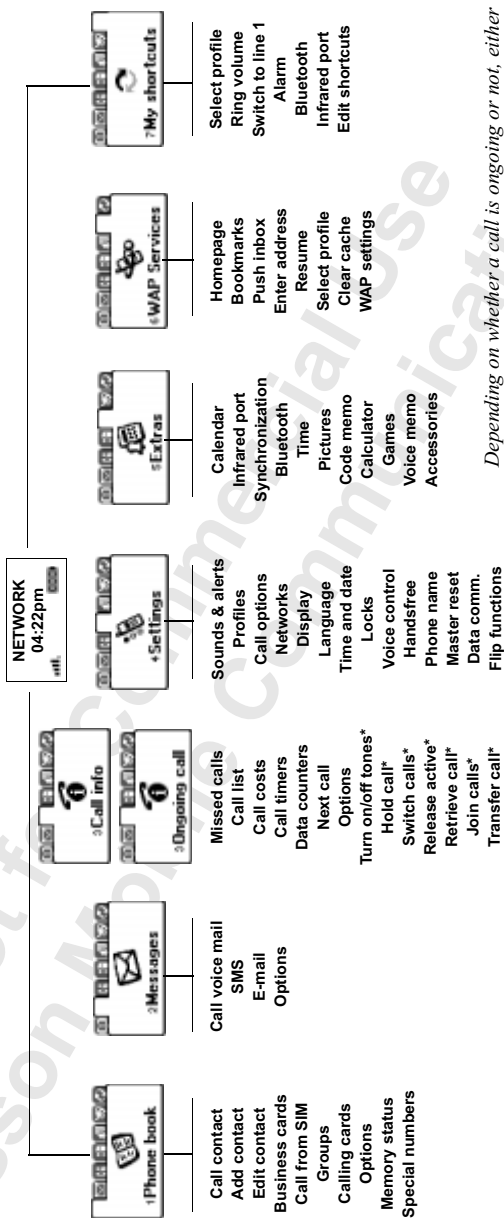 NETWORK
04:22pm
1Phone book
Call contact
Add contact
Edit contact
Business cards
Call from SIM
Groups
Calling cards
Options
Memory status
Special numbers
2Messages
Call voice mail
SMS
E-mail
Options
3Call info
3Ongoing call
Missed calls
Call list
Call costs
Call timers
Data counters
Next call
Options
Turn on/off tones*
Hold call*
Switch calls*
Release active*
Retrieve call*
Join calls*
Transfer call*
4Settings
Sounds & alerts
Profiles
Call options
Networks
Display
Language
Time and date
Locks
Voice control
Handsfree
Phone name
Master reset
Data comm.
Flip functions
5Extras
Calendar
Infrared port
Synchronization
Bluetooth
Time
Pictures
Code memo
Calculator
Games
Voice memo
Accessories
6WAP Services
Homepage
Bookmarks
Push inbox
Enter address
Resume
Select profile
Clear cache
WAP settings
7My shortcuts
Select profile
Ring volume
Switch to line 1
Alarm
Bluetooth
Infrared port
Edit shortcuts
Depending on whether a call is ongoing or not, either
ot for Commercial Use
sson Mobile Communicati